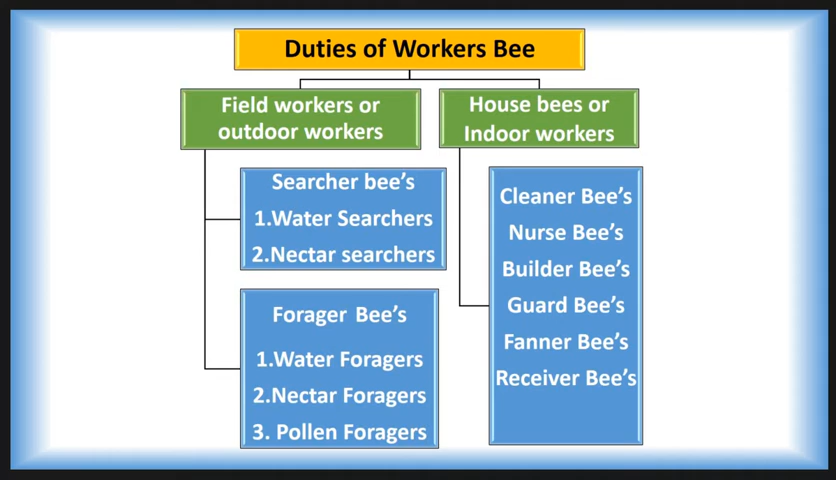 Duties of Workers Bee
Field workers or
outdoor workers
House bees or
Indoor workers
Searcher bee's
1.Water Searchers
2.Nectar searchers
Forager Bee's
1.Water Foragers
2.Nectar Foragers
3. Pollen Foragers
Cleaner Bee's
Nurse Bee's
Builder Bee's
Guard Bee's
Fanner Bee's
Receiver Bee's